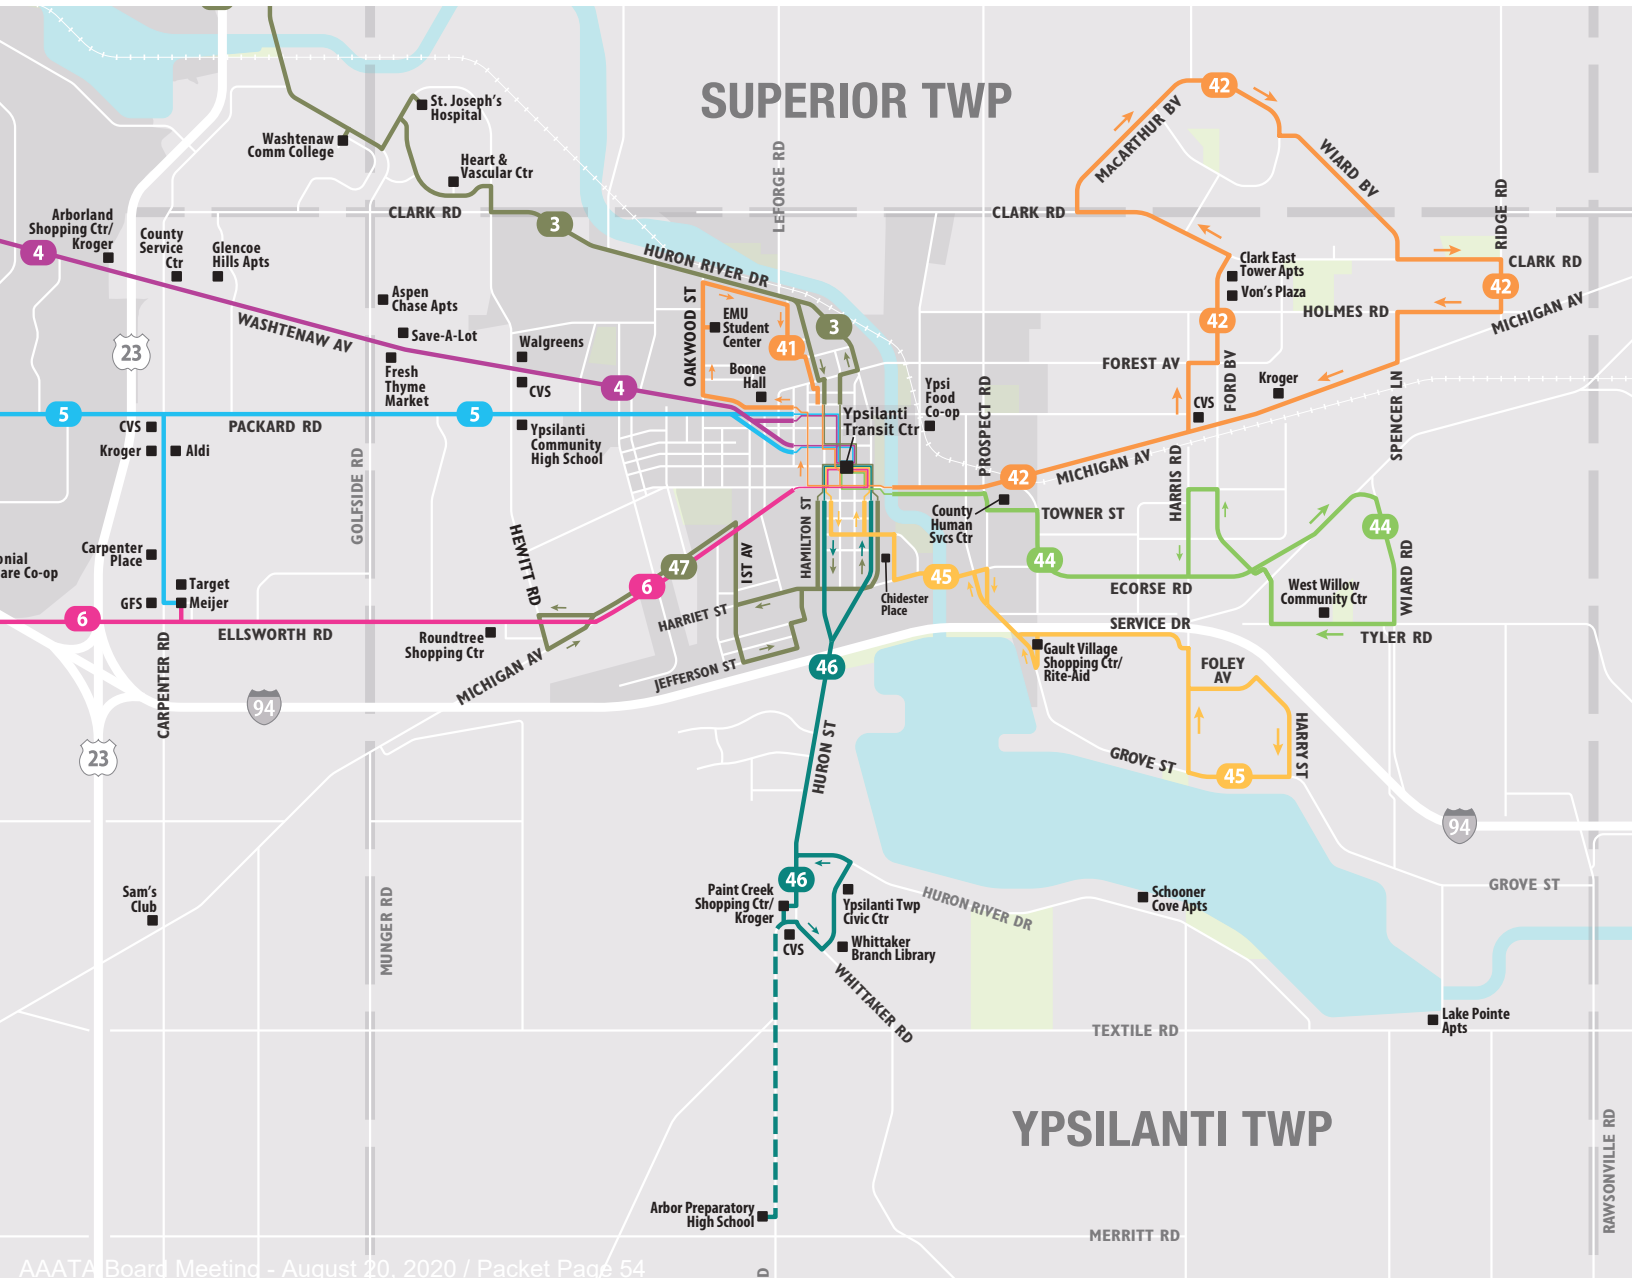 SUPERIOR TWP
42
St. Joseph's
Hospital
Washtenaw
Comm College
MACARTHUR BV
WIARD BV
LEFORGE RD
Heart &
Vascular Ctr
RIDGE RD
CLARK RD
CLARK RD
Arborland
Shopping Ctr/
Kroger
County
Service
Ctr
Glencoe
Hills Apts
3
4
HURON RIVER DR
Clark East
Tower Apts
CLARK RD
Von's Plaza
42
Aspen
Chase Apts
OAKWOOD ST
EMU
Student
Center
3
42
HOLMES RD
MICHIGAN AV
WASHTENAW AV
Save-A-Lot
Walgreens
41
23
Fresh
Thyme
Market
CVS
4
Boone
Hall
FOREST AV
FORD BV
Kroger
SPENCER LN
Ypsi
Food
Co-op
PROSPECT RD
CVS
5
5
PACKARD RD
CVS
Ypsilanti
Transit Ctr
Kroger
Aldi
Ypsilanti
Community
High School
GOLFSIDE RD
MICHIGAN AV
42
HARRIS RD
County
Human
Svcs Ctr
TOWNER ST
44
HAMILTON ST
HEWITT RD
Carpenter
Place
onial
are Co-op
1ST AV
44
WIARD RD
47
6
45
Chidester
Place
ECORSE RD
West Willow
Community Ctr
Target
GFS
Meijer
6
ELLSWORTH RD
HARRIET ST
SERVICE DR
TYLER RD
CARPENTER RD
Roundtree
Shopping Ctr
MICHIGAN AV
JEFFERSON ST
46
Gault Village
Shopping Ctr/
Rite-Aid
FOLEY
AV
94
HURON ST
HARRY ST
23
GROVE ST
45
94
46
Paint Creek
Shopping Ctr/
Kroger
Ypsilanti Twp
Civic Ctr
HURON RIVER DR
Schooner
Cove Apts
GROVE ST
Sam's
Club
MUNGER RD
CVS
Whittaker
Branch Library
WHITTAKER RD
Lake Pointe
Apts
TEXTILE RD
YPSILANTI TWP
RAWSONVILLE RD
Arbor Preparatory
High School
MERRITT RD
AAATA Board Meeting - August 20, 2020 / Packet Page 54
D